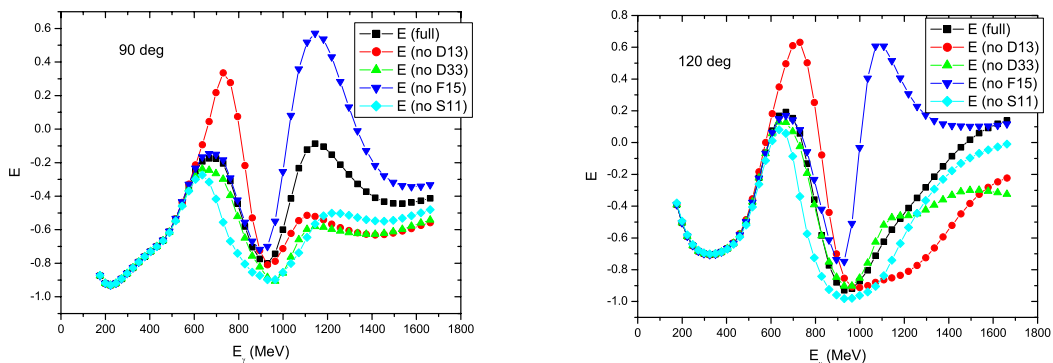 90 deg
E (full)
E (no D13)
E (no D33)
E (no F15)
E (no S11)
0.6
0.4
0.2
0.0
-0.2
-0.4
-0.6
-0.8
-1.0
E
0 200 400 600 800 1000 1200 1400 1600 1800
Eγ (MeV)
120 deg
E (full)
E (no D13)
E (no D33)
E (no F15)
E (no S11)
0.8
0.6
0.4
0.2
0.0
-0.2
-0.4
-0.6
-0.8
-1.0
E
0 200 400 600 800 1000 1200 1400 1600 1800
E (MeV)